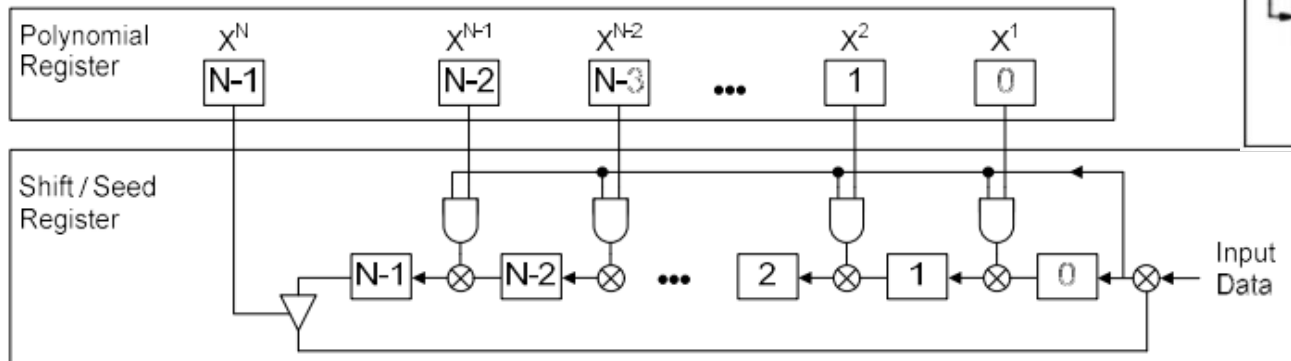 Polynomial Register
X^N X^N-1 X^N-2 X^2 X^1
N-1 N-2 N-3 ••• 1 0
Shift / Seed Register
N-1 N-2 ••• 2 1 0
Input Data